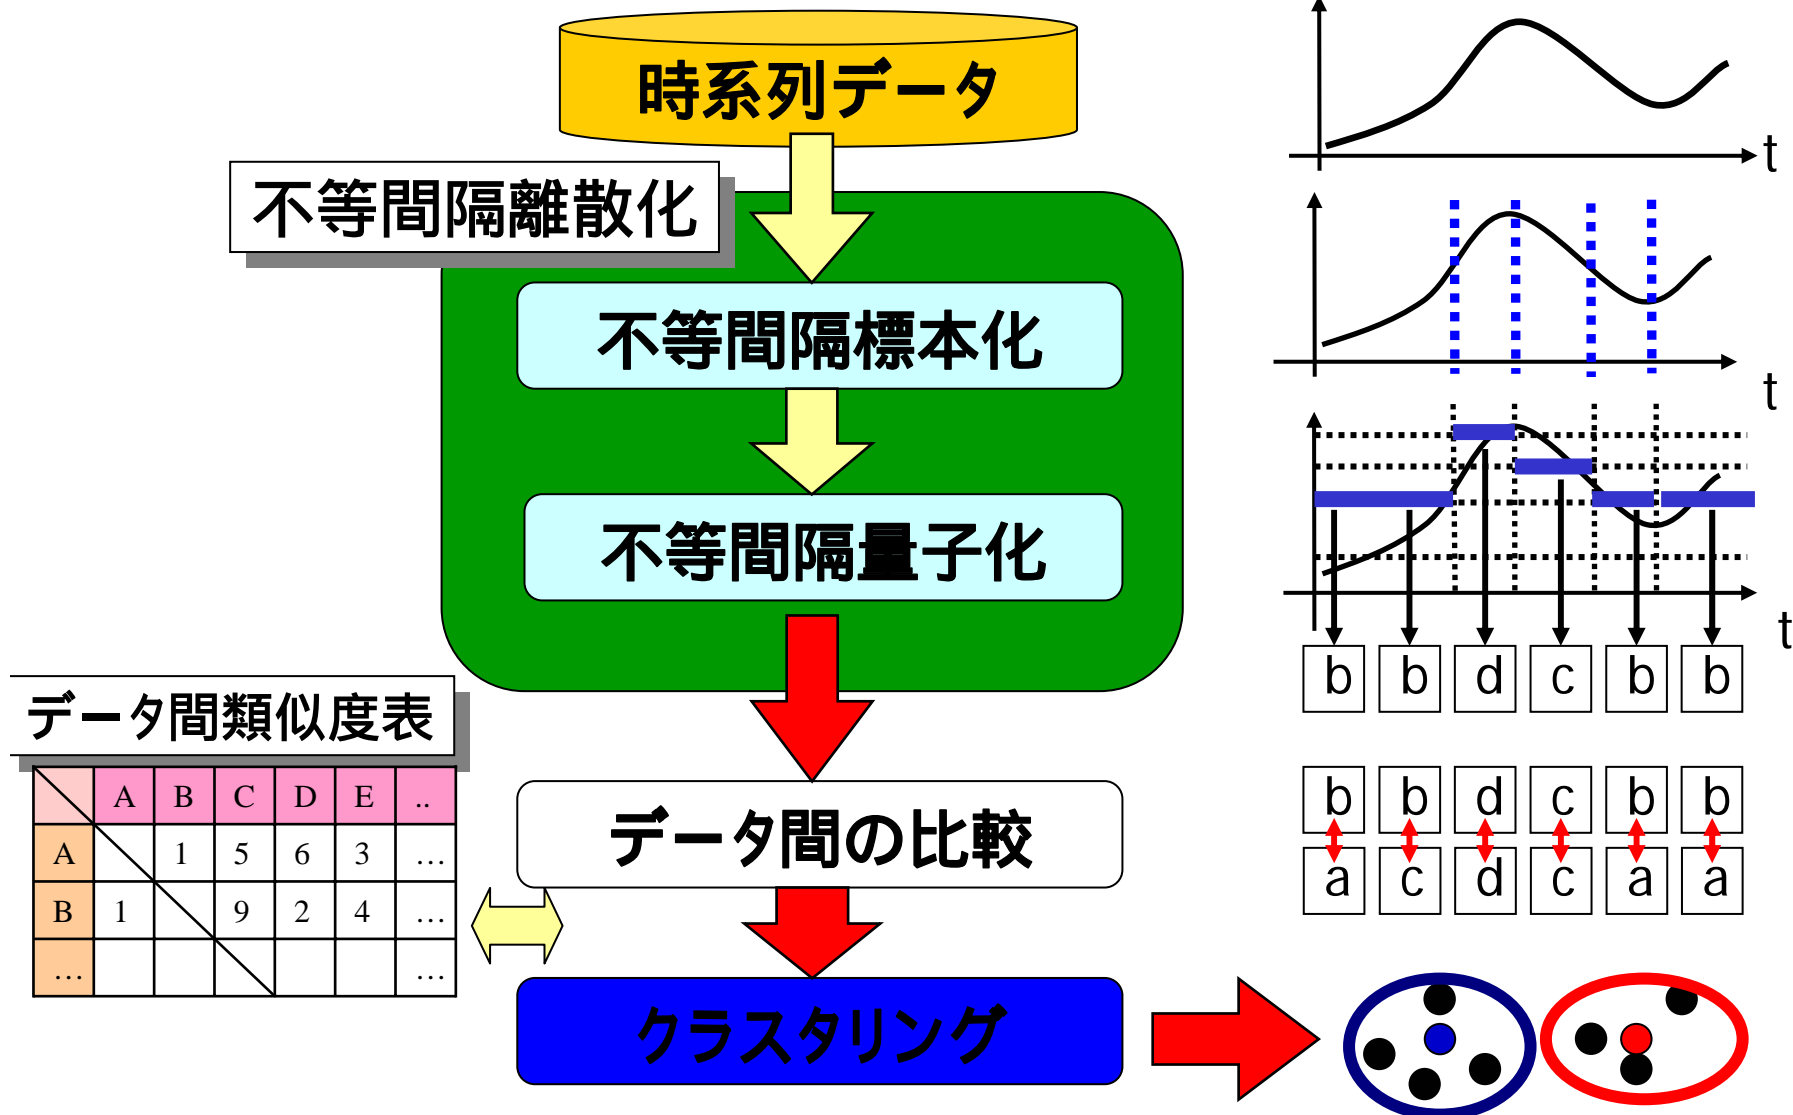 時系列データ
t
不等間隔離散化
不等間隔標本化
t
不等間隔量子化
t
b b d c b b
データ間類似度表
A B C D E ..
A 1 5 6 3 …
B 1 9 2 4 …
… …
データ間の比較
b b d c b b
a c d c a a
クラスタリング